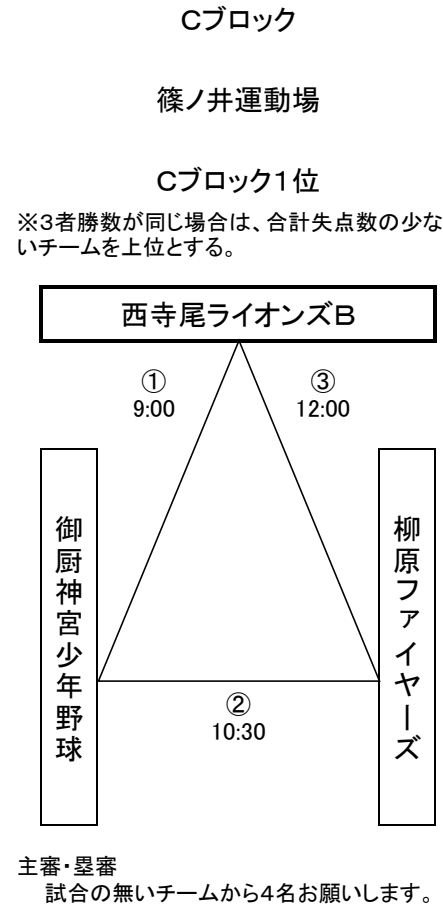 Ｃブロック
篠ノ井運動場
Ｃブロック１位
※３者勝数が同じ場合は、合計失点数の少な
いチームを上位とする。
西寺尾ライオンズＢ
①
9:00
③
12:00
御厨神宮少年野球
柳原ファイヤーズ
②
10:30
主審・塁審
試合の無いチームから４名お願いします。